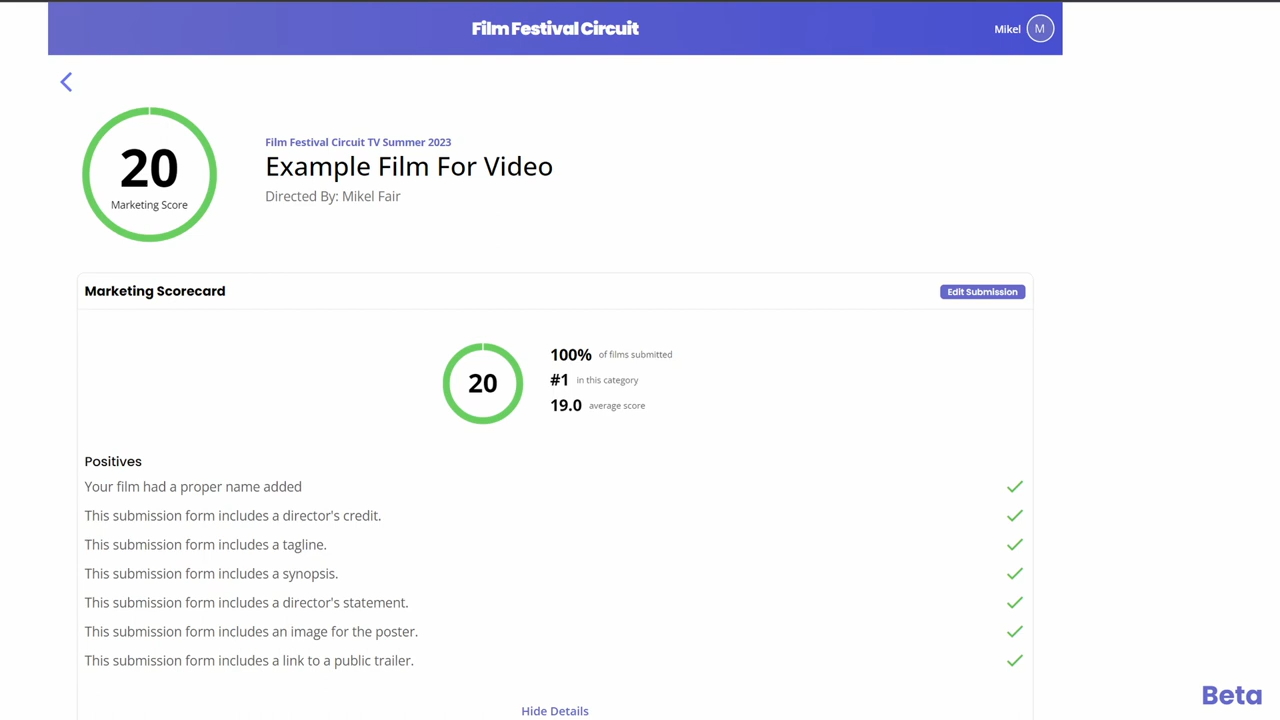 Film Festival Circuit
Mikel M
20
Marketing Score
Film Festival Circuit TV Summer 2023
Example Film For Video
Directed By: Mikel Fair
Marketing Scorecard
Edit Submission
20
100% of films submitted
#1 in this category
19.0 average score
Positives
Your film had a proper name added
This submission form includes a director's credit.
This submission form includes a tagline.
This submission form includes a synopsis.
This submission form includes a director's statement.
This submission form includes an image for the poster.
This submission form includes a link to a public trailer.
Hide Details
Beta